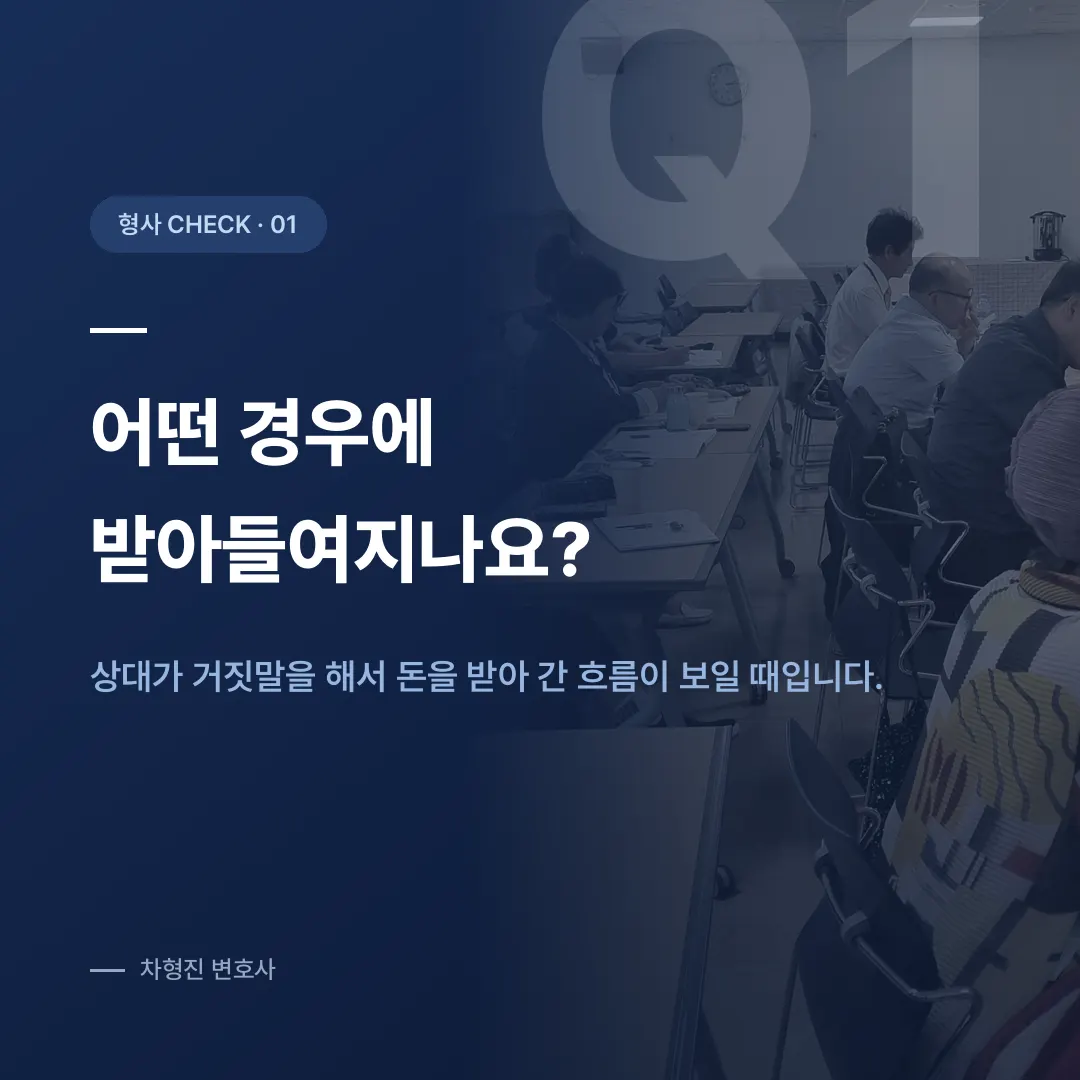 Q1
형사 CHECK · 01
어떤 경우에
받아들여지나요?
상대가 거짓말을 해서 돈을 받아 간 흐름이 보일 때입니다.
차형진 변호사